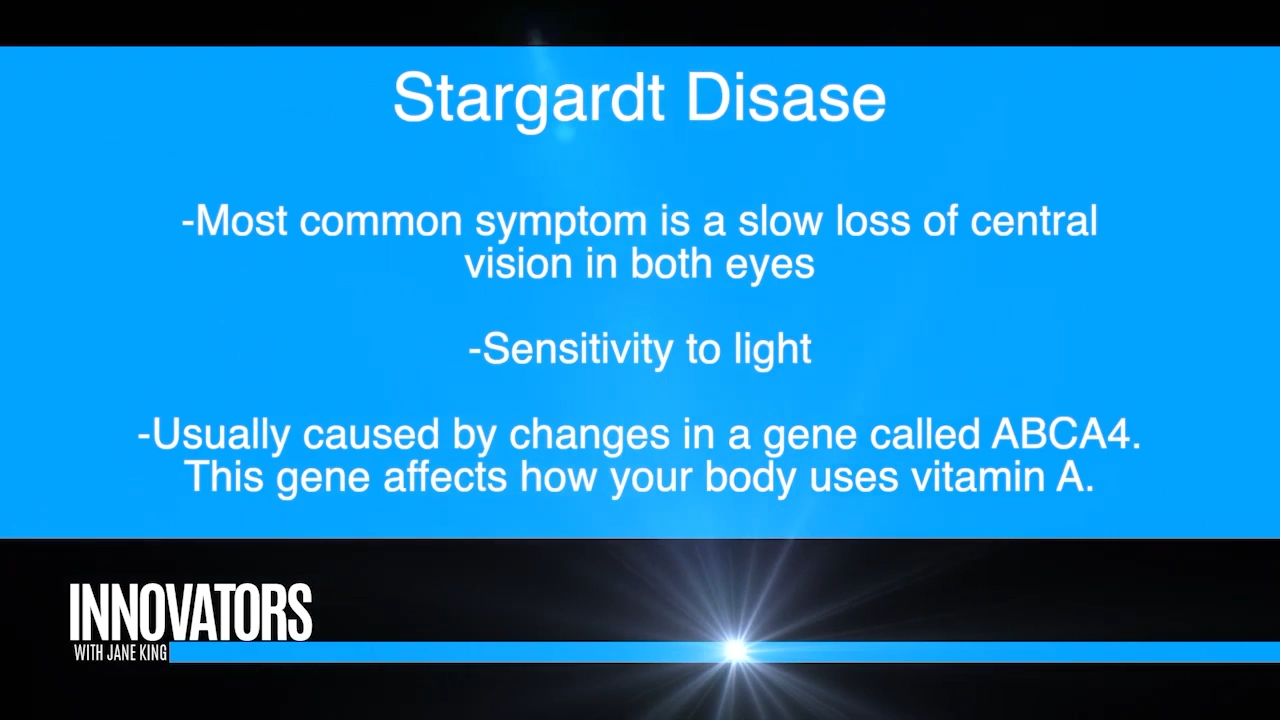 Stargardt Disase
-Most common symptom is a slow loss of central
vision in both eyes
-Sensitivity to light
-Usually caused by changes in a gene called ABCA4.
This gene affects how your body uses vitamin A.
INNOVATORS
WITH JANE KING